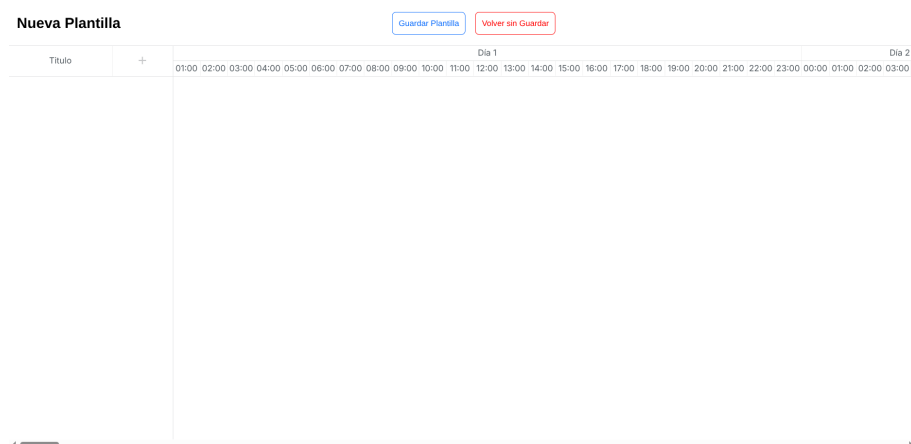 Nueva Plantilla
Guardar Plantilla
Volver sin Guardar
Titulo
+
Día 1
Día 2
01:00 02:00 03:00 04:00 05:00 06:00 07:00 08:00 09:00 10:00 11:00 12:00 13:00 14:00 15:00 16:00 17:00 18:00 19:00 20:00 21:00 22:00 23:00 00:00 01:00 02:00 03:00